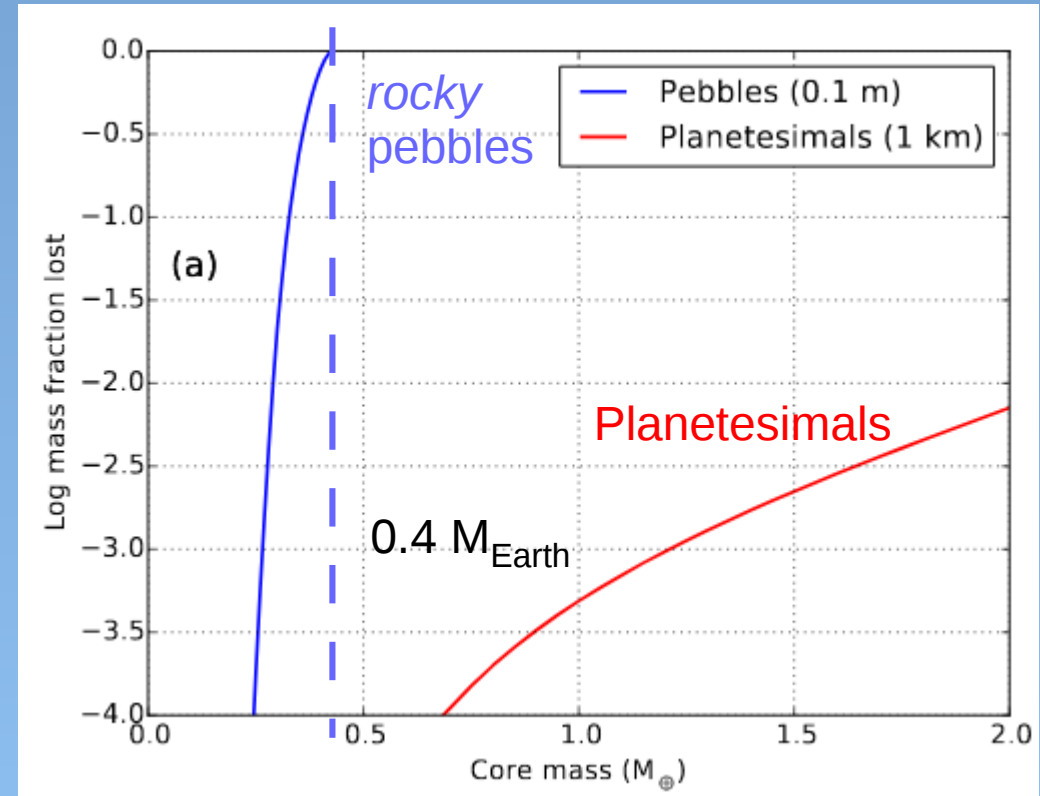 0.0
−0.5
−1.0
−1.5
−2.0
−2.5
−3.0
−3.5
−4.0
Log mass fraction lost
(a)
rocky
pebbles
Pebbles (0.1 m)
Planetesimals (1 km)
Planetesimals
0.4 MEarth
0.0 0.5 1.0 1.5 2.0
Core mass (M⊕)